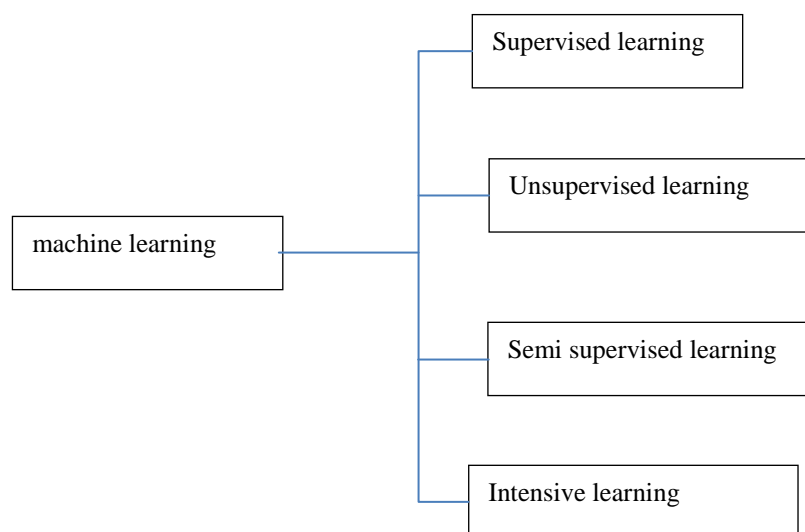 Supervised learning
Unsupervised learning
machine learning
Semi supervised learning
Intensive learning